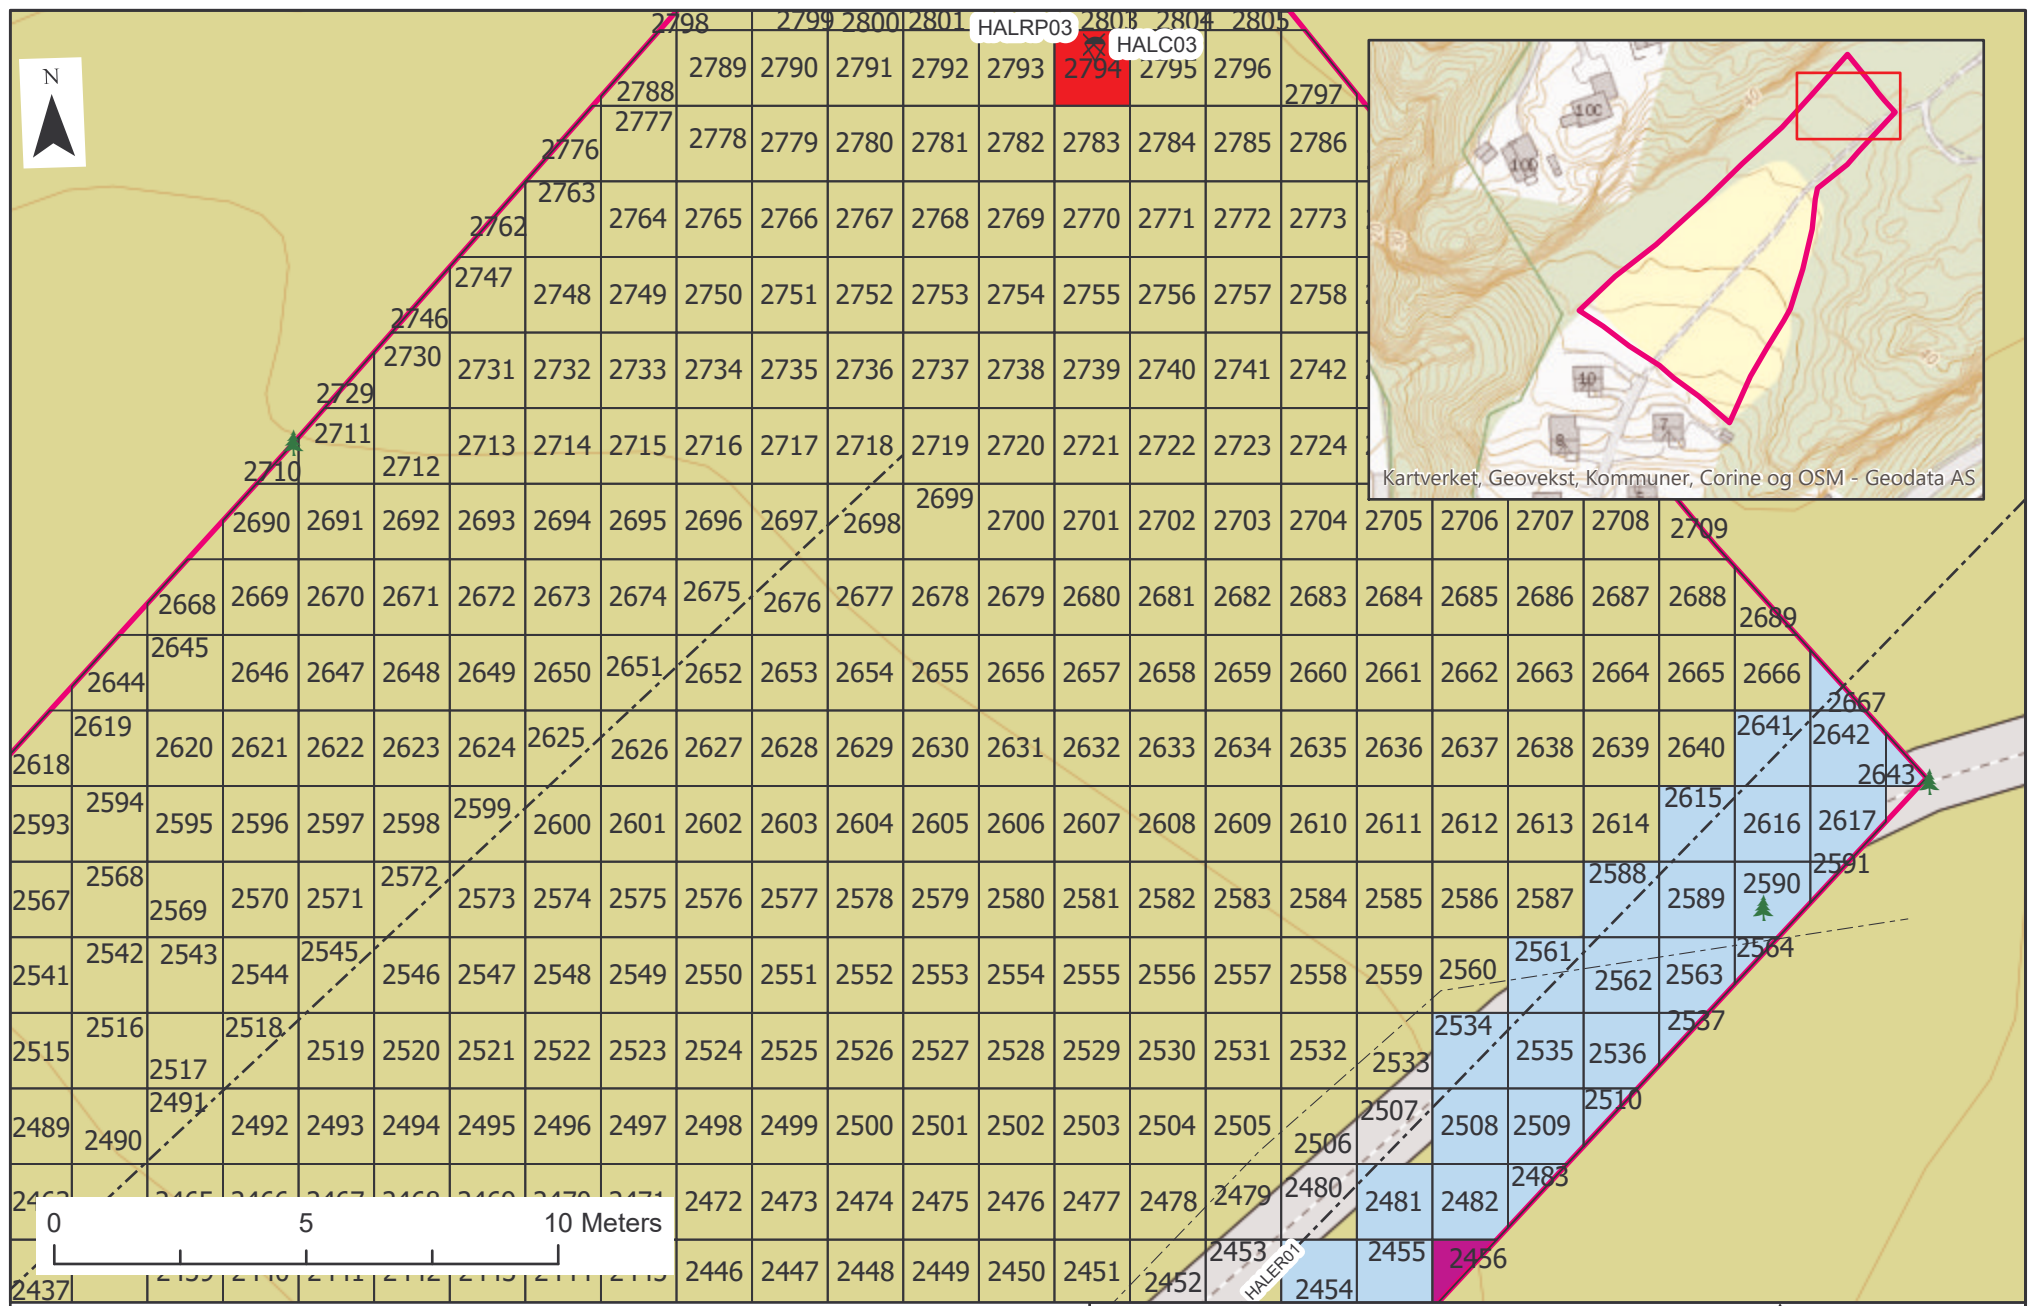 2798 2799 2800 2801 2803 2804 2805
HALRP03
HALC03
N
2788 2789 2790 2791 2792 2793 2794 2795 2796 2797
2776 2777 2778 2779 2780 2781 2782 2783 2784 2785 2786
2762 2763 2764 2765 2766 2767 2768 2769 2770 2771 2772 2773
2746 2747 2748 2749 2750 2751 2752 2753 2754 2755 2756 2757 2758
2729 2730 2731 2732 2733 2734 2735 2736 2737 2738 2739 2740 2741 2742
2710 2711 2712 2713 2714 2715 2716 2717 2718 2719 2720 2721 2722 2723 2724
100
100
40
10
7
Kartverket, Geovekst, Kommuner, Corine og OSM - Geodata AS
2690 2691 2692 2693 2694 2695 2696 2697 2698 2699 2700 2701 2702 2703 2704 2705 2706 2707 2708 2709
2668 2669 2670 2671 2672 2673 2674 2675 2676 2677 2678 2679 2680 2681 2682 2683 2684 2685 2686 2687 2688 2689
2644 2645 2646 2647 2648 2649 2650 2651 2652 2653 2654 2655 2656 2657 2658 2659 2660 2661 2662 2663 2664 2665 2666 2667
2618 2619 2620 2621 2622 2623 2624 2625 2626 2627 2628 2629 2630 2631 2632 2633 2634 2635 2636 2637 2638 2639 2640 2641 2642 2643
2593 2594 2595 2596 2597 2598 2599 2600 2601 2602 2603 2604 2605 2606 2607 2608 2609 2610 2611 2612 2613 2614 2615 2616 2617
2567 2568 2569 2570 2571 2572 2573 2574 2575 2576 2577 2578 2579 2580 2581 2582 2583 2584 2585 2586 2587 2588 2589 2590 2591
2541 2542 2543 2544 2545 2546 2547 2548 2549 2550 2551 2552 2553 2554 2555 2556 2557 2558 2559 2560 2561 2562 2563 2564
2515 2516 2517 2518 2519 2520 2521 2522 2523 2524 2525 2526 2527 2528 2529 2530 2531 2532 2533 2534 2535 2536 2537
2489 2490 2491 2492 2493 2494 2495 2496 2497 2498 2499 2500 2501 2502 2503 2504 2505 2506 2507 2508 2509 2510
2472 2473 2474 2475 2476 2477 2478 2479 2480 2481 2482 2483
0 5 10 Meters
2437 2446 2447 2448 2449 2450 2451 2452 2453 2454 2455 2456
HALER01